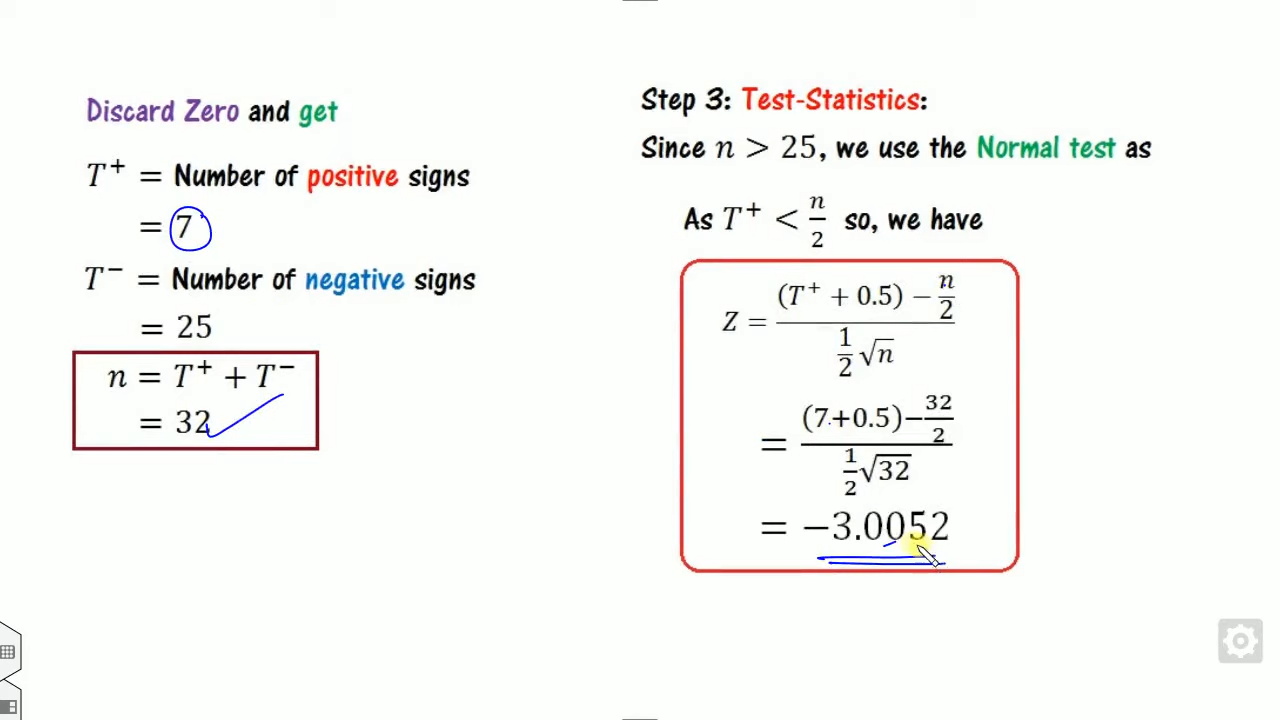 Discard Zero and get
T⁺ = Number of positive signs
= 7
T⁻ = Number of negative signs
= 25
n = T⁺ + T⁻
= 32
Step 3: Test-Statistics:
Since n > 25, we use the Normal test as
As T⁺ < n/2 so, we have
Z = ((T⁺ + 0.5) − n/2) / (1/2 √n)
= ((7+0.5)−32/2) / (1/2 √32)
= −3.0052